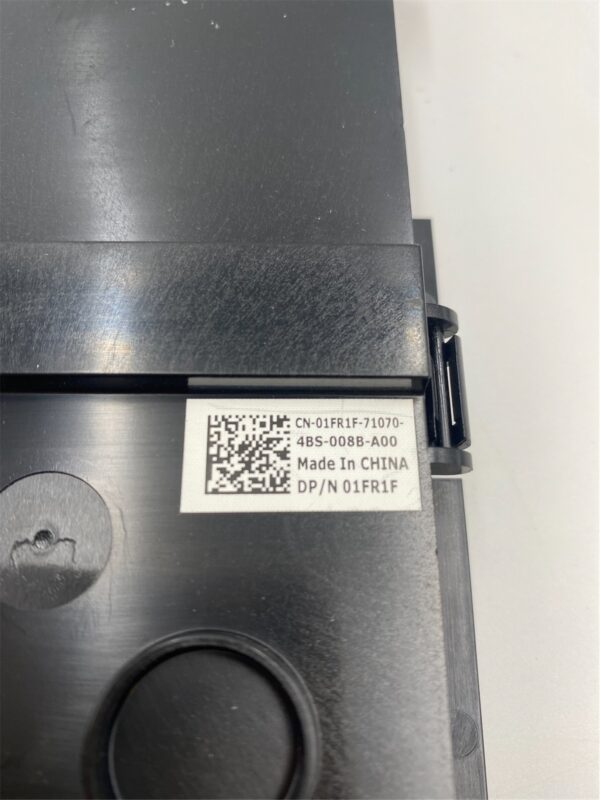 CN-01FR1F-71070-
4BS-008B-A00
Made In CHINA
DP/N 01FR1F